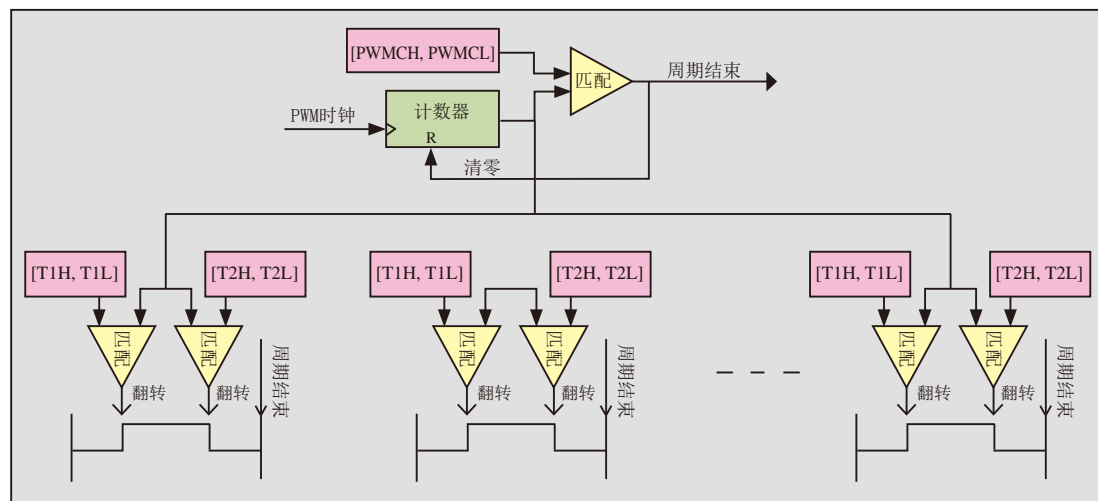 [PWMCH, PWMCL]
匹配
周期结束
PWM时钟
计数器
R
清零
[T1H, T1L]
[T2H, T2L]
匹配
匹配
翻转
翻转
周期结束
[T1H, T1L]
[T2H, T2L]
匹配
匹配
翻转
翻转
周期结束
[T1H, T1L]
[T2H, T2L]
匹配
匹配
翻转
翻转
周期结束